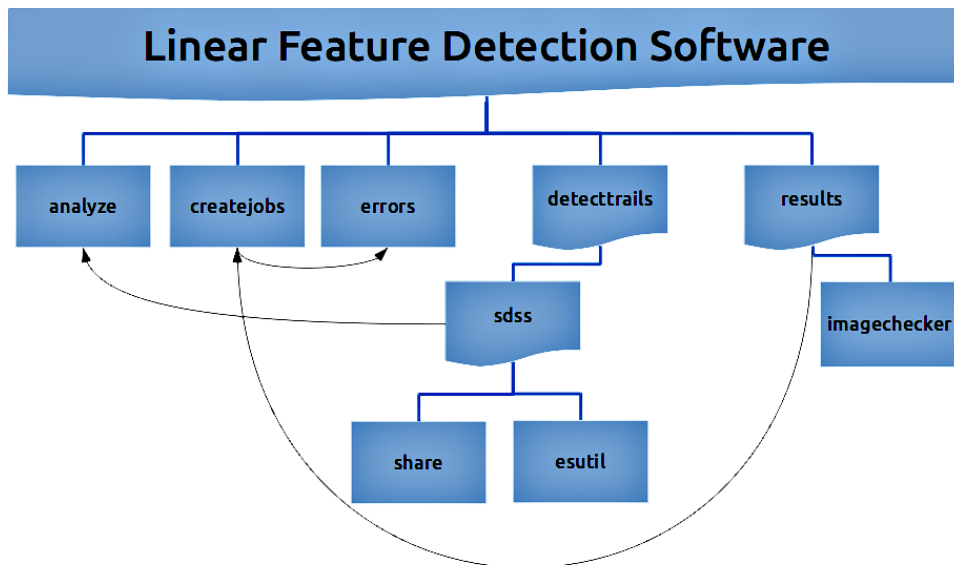 Linear Feature Detection Software
analyze
createjobs
errors
detecttrails
results
sdss
imagechecker
share
esutil